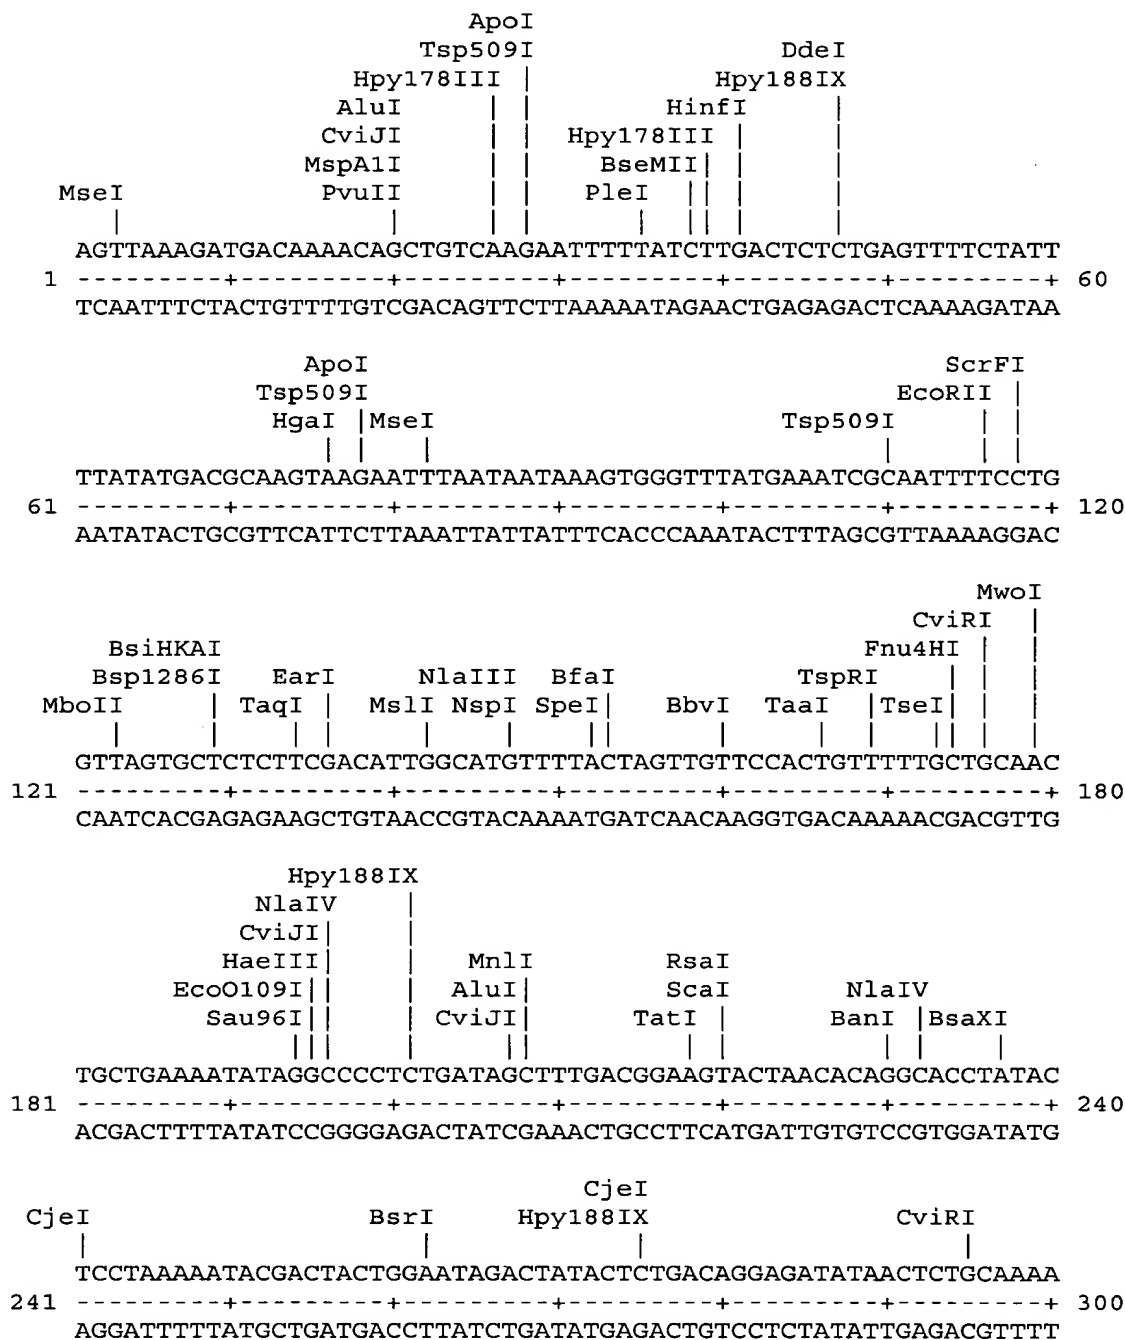 ApoI
Tsp509I DdeI
Hpy178III | Hpy188IX
AluI HinfI
CviJI Hpy178III
MspA1I BseMII
MseI PvuII PleI
AGTTAAAGATGACAAAACAGCTGTCAAGAATTTTTATCTTGACTCTCTGAGTTTTCTATT
1 ---------+---------+---------+---------+---------+---------+ 60
TCAATTTCTACTGTTTTGTCGACAGTTCTTAAAAATAGAACTGAGAGACTCAAAAGATAA
ApoI ScrFI
Tsp509I EcoRII
HgaI MseI Tsp509I
TTATATGACGCAAGTAAGAATTTAATAATAAAGTGGGTTTATGAAATCGCAATTTTCCTG
61 ---------+---------+---------+---------+---------+---------+ 120
AATATACTGCGTTCATTCTTAAATTATTATTTCACCCAAATACTTTAGCGTTAAAAGGAC
MwoI
CviRI
BsiHKAI Fnu4HI
Bsp1286I EarI NlaIII BfaI TspRI
MboII TaqI MslI NspI SpeI BbvI TaaI TseI
GTTAGTGCTCTCTTCGACATTGGCATGTTTTACTAGTTGTTCCACTGTTTTTGCTGCAAC
121 ---------+---------+---------+---------+---------+---------+ 180
CAATCACGAGAGAAGCTGTAACCGTACAAAATGATCAACAAGGTGACAAAAACGACGTTG
Hpy188IX
NlaIV
CviJI
HaeIII MnlI RsaI
EcoO109I AluI ScaI NlaIV
Sau96I CviJI TatI BanI BsaXI
TGCTGAAAATATAGGCCCCTCTGATAGCTTTGACGGAAGTACTAACACAGGCACCTATAC
181 ---------+---------+---------+---------+---------+---------+ 240
ACGACTTTTATATCCGGGGAGACTATCGAAACTGCCTTCATGATTGTGTCCGTGGATATG
CjeI
CjeI BsrI Hpy188IX CviRI
TCCTAAAAATACGACTACTGGAATAGACTATACTCTGACAGGAGATATAACTCTGCAAAA
241 ---------+---------+---------+---------+---------+---------+ 300
AGGATTTTTATGCTGATGACCTTATCTGATATGAGACTGTCCTCTATATTGAGACGTTTT